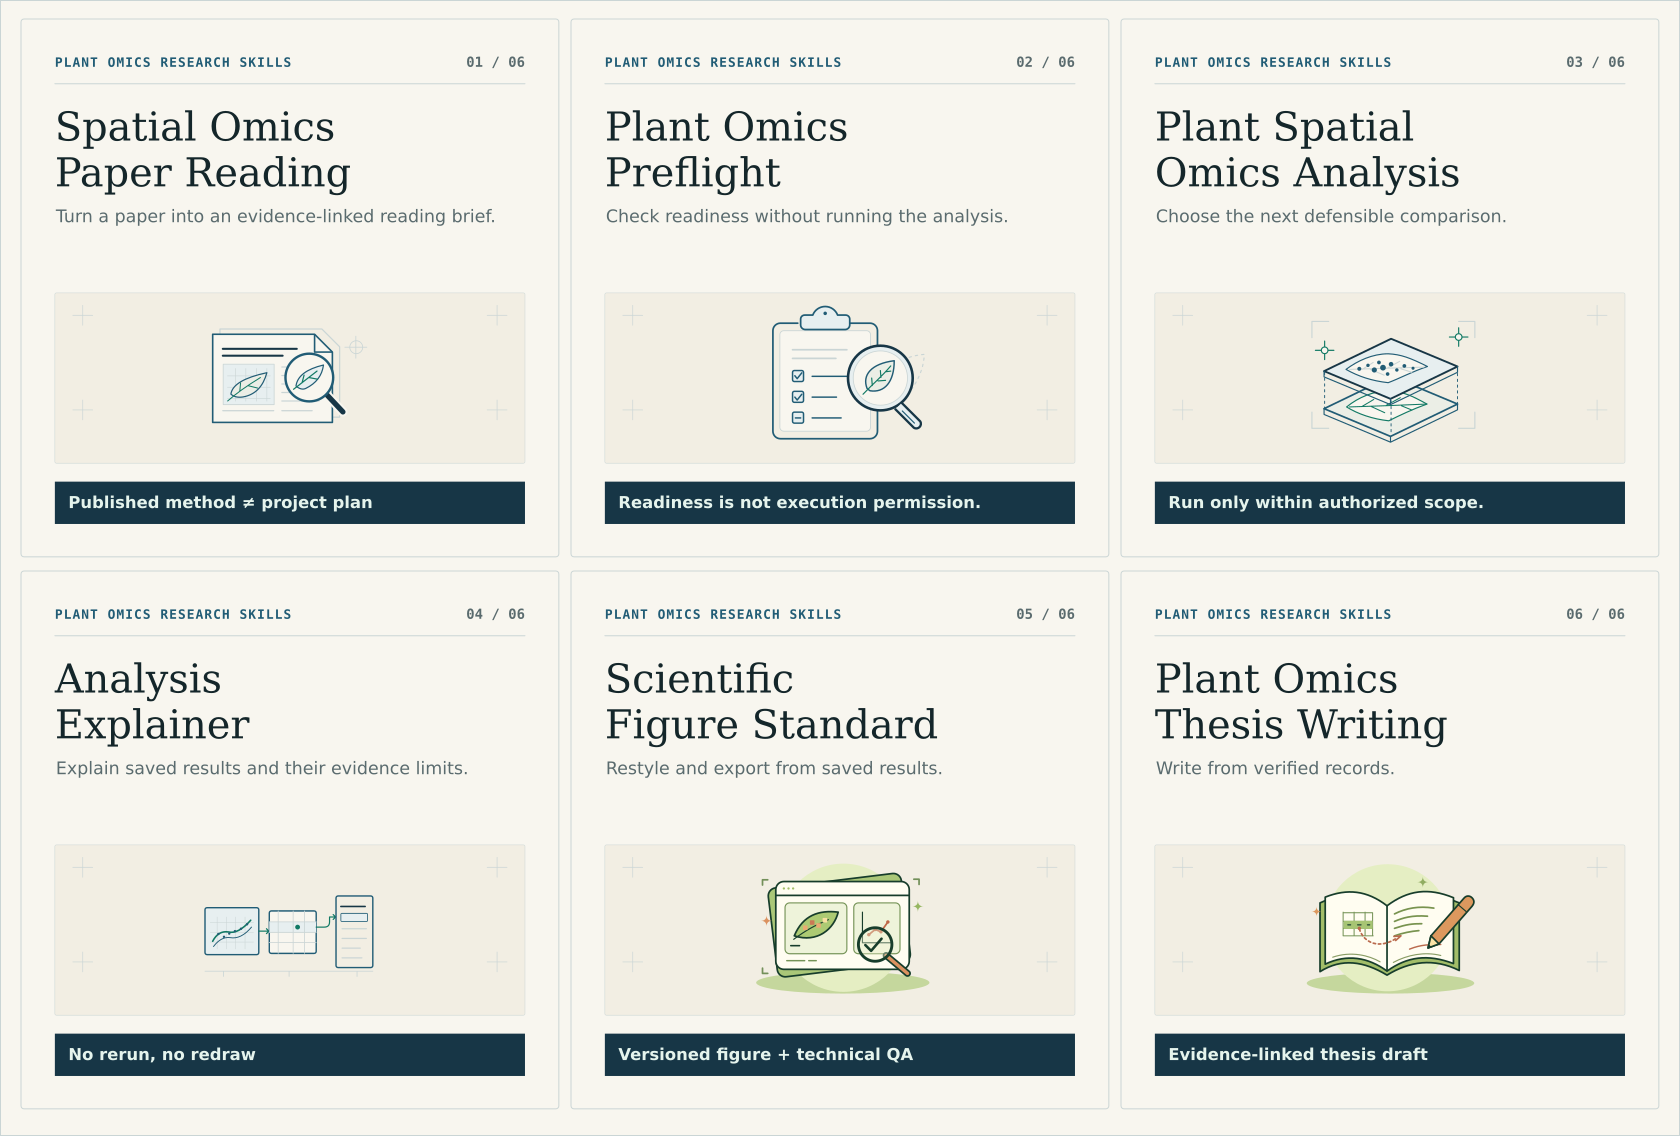 PLANT OMICS RESEARCH SKILLS 01 / 06
Spatial Omics
Paper Reading
Turn a paper into an evidence-linked reading brief.
Published method ≠ project plan
PLANT OMICS RESEARCH SKILLS 02 / 06
Plant Omics
Preflight
Check readiness without running the analysis.
Readiness is not execution permission.
PLANT OMICS RESEARCH SKILLS 03 / 06
Plant Spatial
Omics Analysis
Choose the next defensible comparison.
Run only within authorized scope.
PLANT OMICS RESEARCH SKILLS 04 / 06
Analysis
Explainer
Explain saved results and their evidence limits.
No rerun, no redraw
PLANT OMICS RESEARCH SKILLS 05 / 06
Scientific
Figure Standard
Restyle and export from saved results.
Versioned figure + technical QA
PLANT OMICS RESEARCH SKILLS 06 / 06
Plant Omics
Thesis Writing
Write from verified records.
Evidence-linked thesis draft